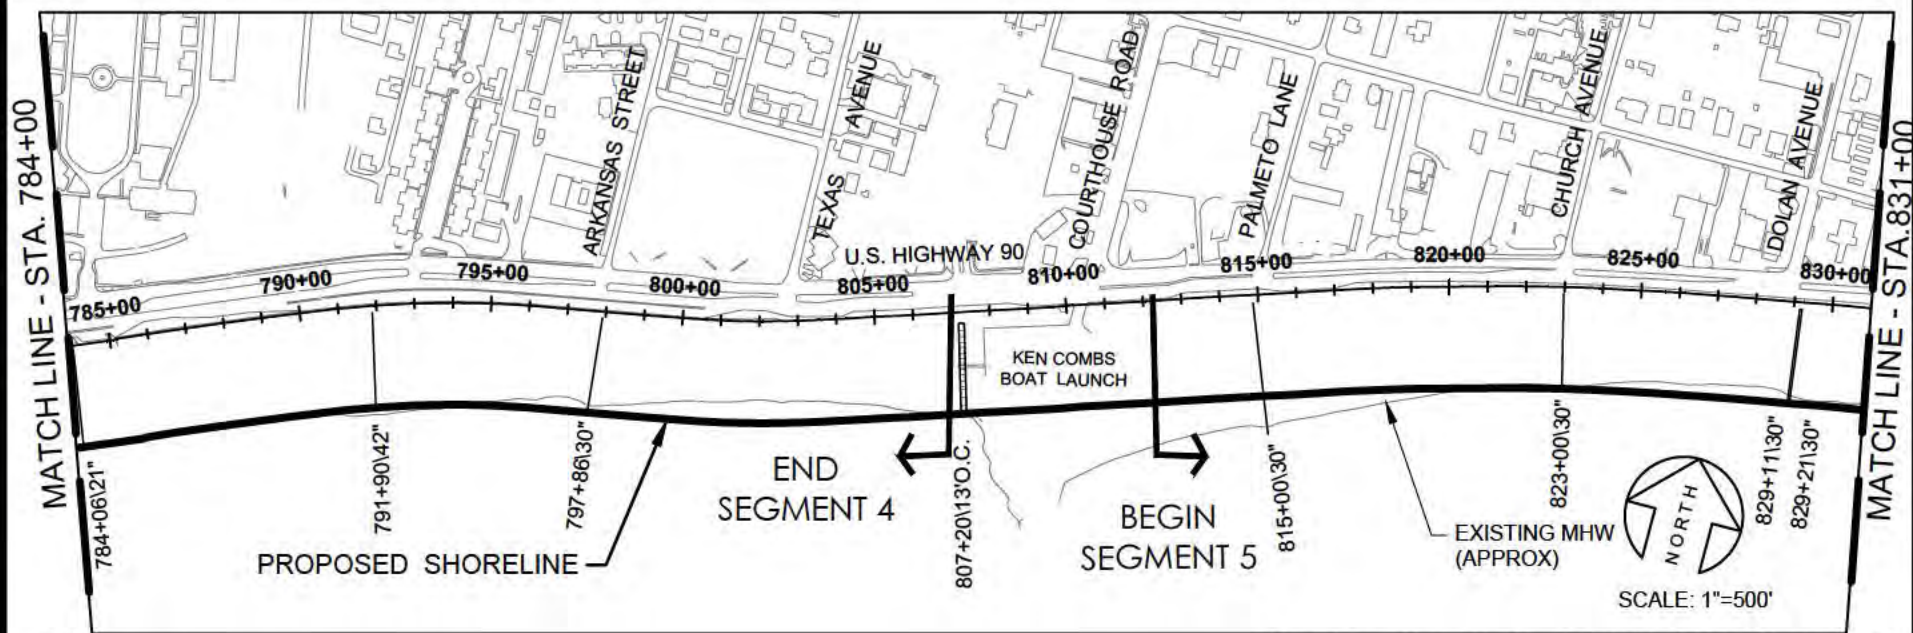 MATCH LINE - STA. 784+00
ARKANSAS STREET
TEXAS AVENUE
COURTHOUSE ROAD
PALMETO LANE
CHURCH AVENUE
DOLAN AVENUE
MATCH LINE - STA.831+00
U.S. HIGHWAY 90
785+00
790+00
795+00
800+00
805+00
810+00
815+00
820+00
825+00
830+00
KEN COMBS
BOAT LAUNCH
784+06\21"
791+90\42"
797+86\30"
807+20\13'O.C.
815+00\30"
823+00\30"
829+11\30"
829+21\30"
END
SEGMENT 4
BEGIN
SEGMENT 5
PROPOSED SHORELINE
EXISTING MHW
(APPROX)
NORTH
SCALE: 1"=500'